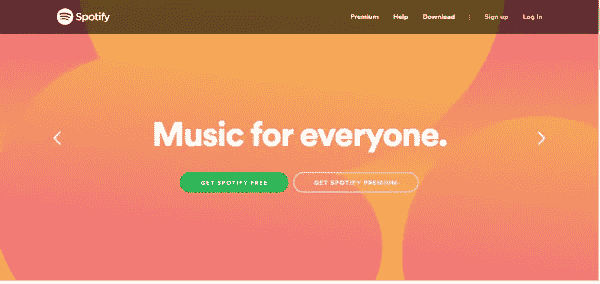 Spotify
Premium Help Download | Sign up Log In
Music for everyone.
GET SPOTIFY FREE
GET SPOTIFY PREMIUM